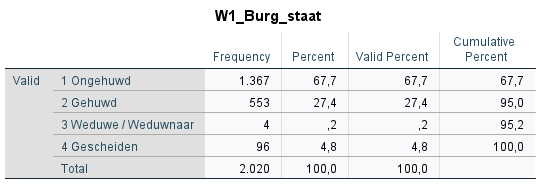 W1_Burg_staat
Frequency Percent Valid Percent Cumulative Percent
Valid 1 Ongehuwd 1.367 67,7 67,7 67,7
2 Gehuwd 553 27,4 27,4 95,0
3 Weduwe / Weduwnaar 4 ,2 ,2 95,2
4 Gescheiden 96 4,8 4,8 100,0
Total 2.020 100,0 100,0